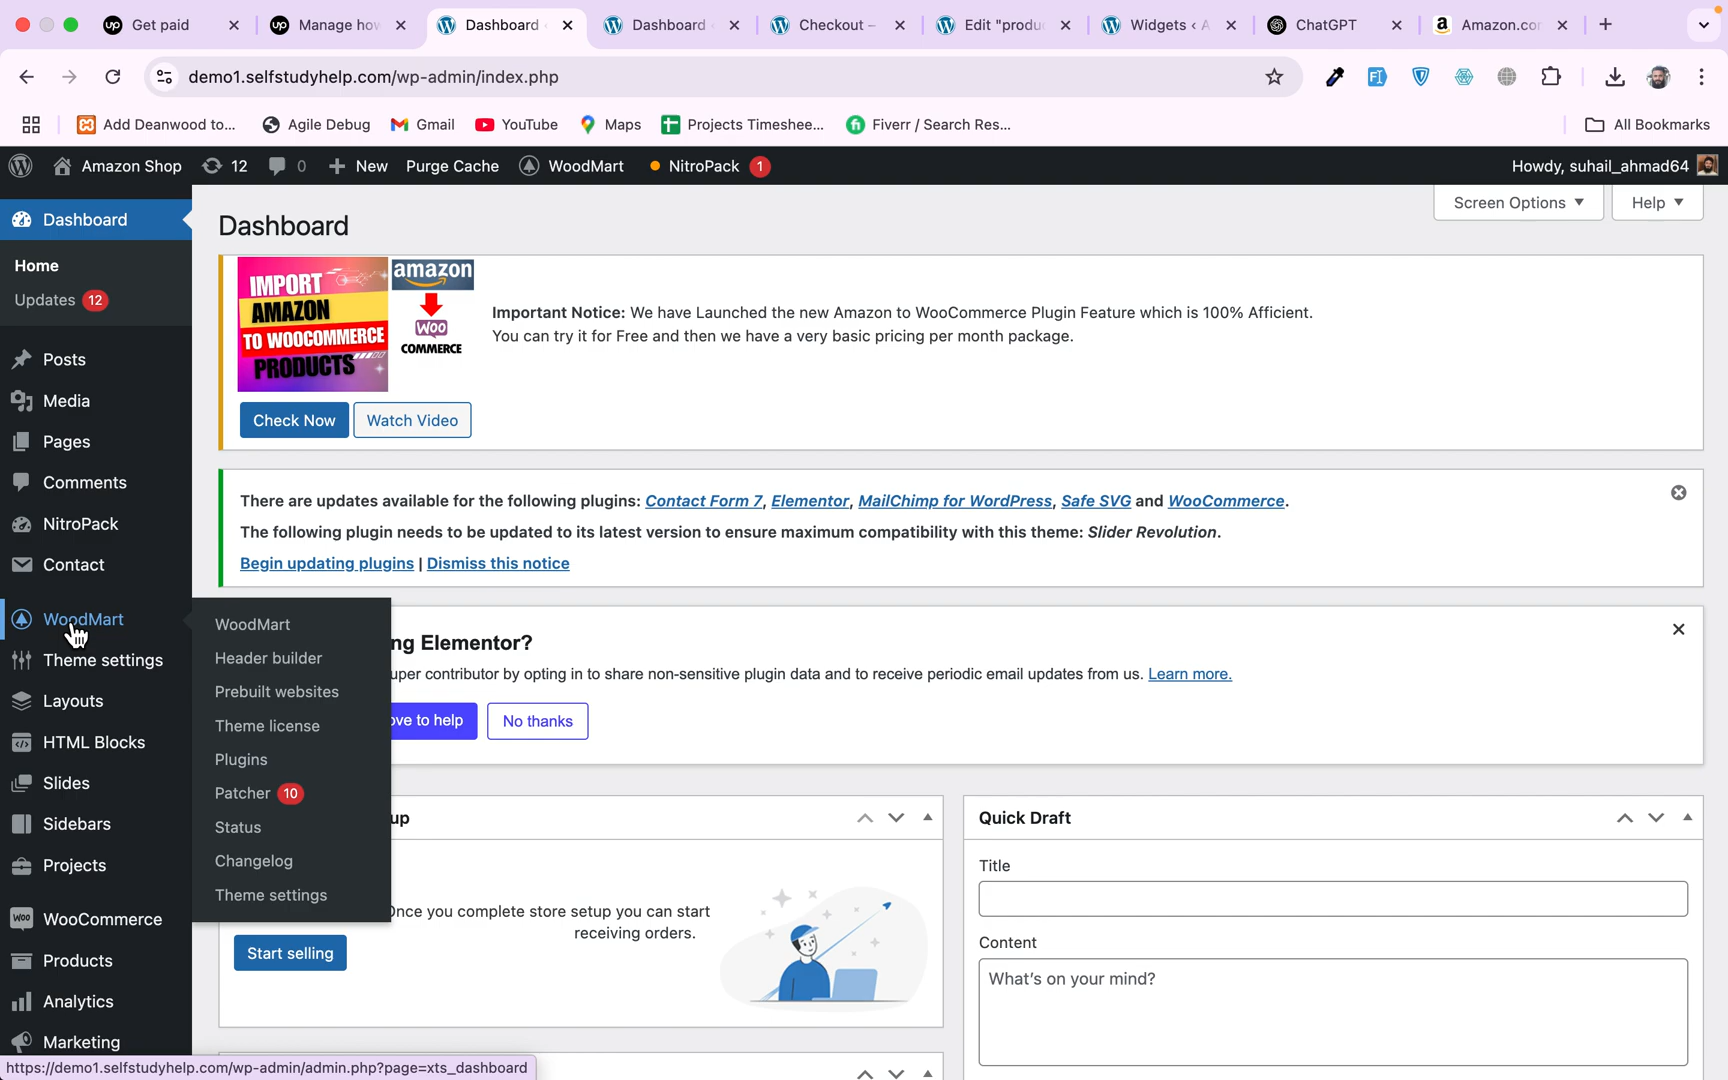 Get paid
Manage how
Dashboard
Dashboard
Checkout –
Edit "produ
Widgets ‹ A
ChatGPT
Amazon.co
demo1.selfstudyhelp.com/wp-admin/index.php
Add Deanwood to...
Agile Debug
Gmail
YouTube
Maps
Projects Timeshee...
Fiverr / Search Res...
All Bookmarks
Amazon Shop
12
0
New
Purge Cache
WoodMart
NitroPack 1
Howdy, suhail_ahmad64
Dashboard
Home
Updates 12
Posts
Media
Pages
Comments
NitroPack
Contact
WoodMart
Theme settings
Layouts
HTML Blocks
Slides
Sidebars
Projects
WooCommerce
Products
Analytics
Marketing
WoodMart
Header builder
Prebuilt websites
Theme license
Plugins
Patcher 10
Status
Changelog
Theme settings
Screen Options
Help
Dashboard
IMPORT
AMAZON
TO WOOCOMMERCE
PRODUCTS
amazon
WOO
COMMERCE
Important Notice: We have Launched the new Amazon to WooCommerce Plugin Feature which is 100% Afficient.
You can try it for Free and then we have a very basic pricing per month package.
Check Now
Watch Video
There are updates available for the following plugins: Contact Form 7, Elementor, MailChimp for WordPress, Safe SVG and WooCommerce.
The following plugin needs to be updated to its latest version to ensure maximum compatibility with this theme: Slider Revolution.
Begin updating plugins | Dismiss this notice
ng Elementor?
uper contributor by opting in to share non-sensitive plugin data and to receive periodic email updates from us. Learn more.
ove to help
No thanks
up
Once you complete store setup you can start
receiving orders.
Start selling
Quick Draft
Title
Content
What's on your mind?
https://demo1.selfstudyhelp.com/wp-admin/admin.php?page=xts_dashboard